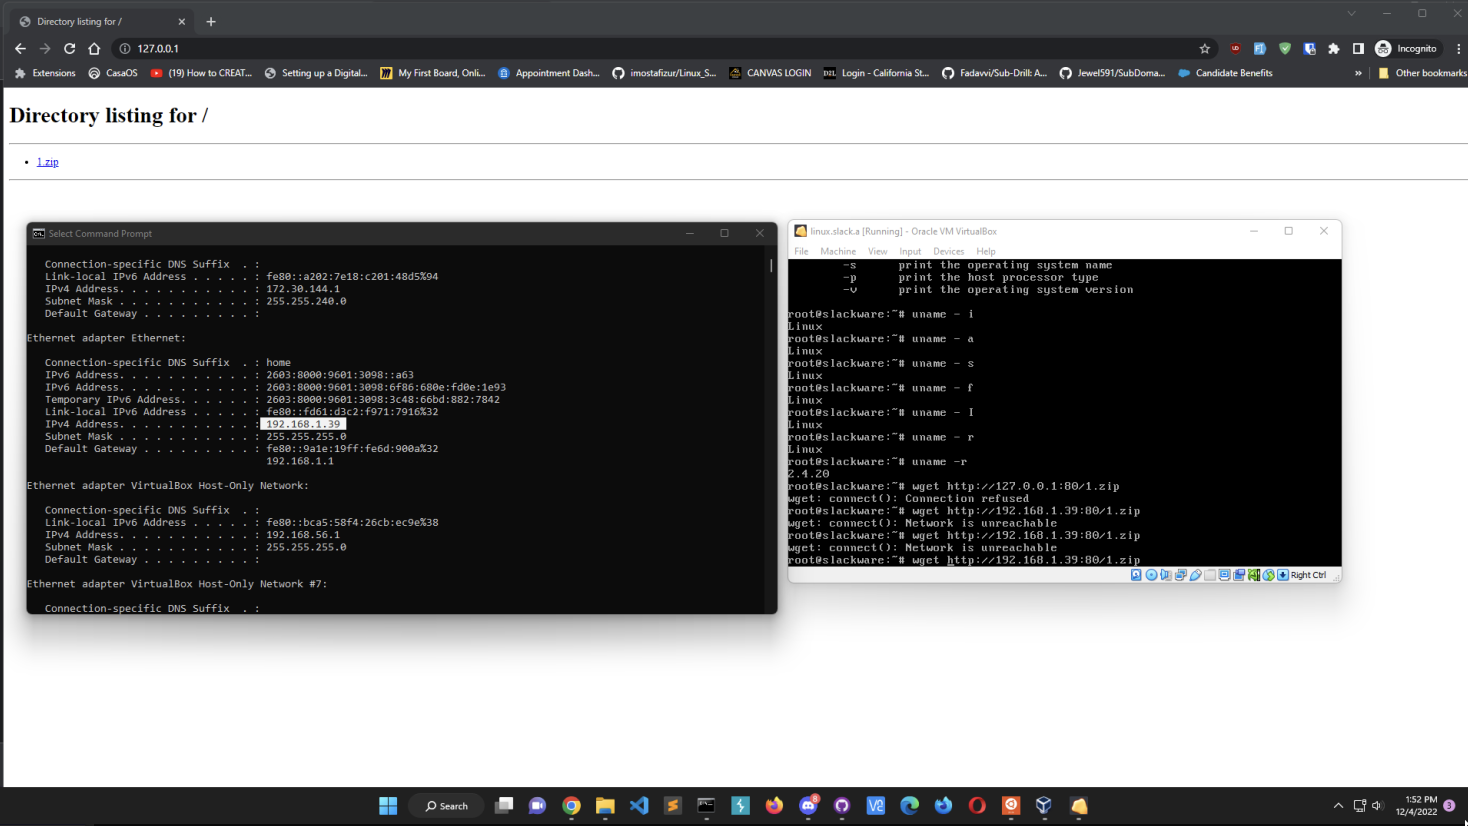 Directory listing for /
127.0.0.1
Incognito
Extensions
CasaOS
(19) How to CREAT...
Setting up a Digital...
My First Board, Onli...
Appointment Dash...
imostafizur/Linux_S...
CANVAS LOGIN
Login - California St...
Fadavvi/Sub-Drill: A...
Jewel591/SubDoma...
Candidate Benefits
»
Other bookmarks
Directory listing for /
1.zip
Select Command Prompt
Connection-specific DNS Suffix  . :
Link-local IPv6 Address . . . . . : fe80::a202:7e18:c201:48d5%94
IPv4 Address. . . . . . . . . . . : 172.30.144.1
Subnet Mask . . . . . . . . . . . : 255.255.240.0
Default Gateway . . . . . . . . . :
Ethernet adapter Ethernet:
Connection-specific DNS Suffix  . : home
IPv6 Address. . . . . . . . . . . : 2603:8000:9601:3098::a63
IPv6 Address. . . . . . . . . . . : 2603:8000:9601:3098:6f86:680e:fd0e:1e93
Temporary IPv6 Address. . . . . . : 2603:8000:9601:3098:3c48:66bd:882:7842
Link-local IPv6 Address . . . . . : fe80::fd61:d3c2:f971:7916%32
IPv4 Address. . . . . . . . . . . : 192.168.1.39
Subnet Mask . . . . . . . . . . . : 255.255.255.0
Default Gateway . . . . . . . . . : fe80::9a1e:19ff:fe6d:900a%32
192.168.1.1
Ethernet adapter VirtualBox Host-Only Network:
Connection-specific DNS Suffix  . :
Link-local IPv6 Address . . . . . : fe80::bca5:58f4:26cb:ec9e%38
IPv4 Address. . . . . . . . . . . : 192.168.56.1
Subnet Mask . . . . . . . . . . . : 255.255.255.0
Default Gateway . . . . . . . . . :
Ethernet adapter VirtualBox Host-Only Network #7:
Connection-specific DNS Suffix  . :
linux.slack.a [Running] - Oracle VM VirtualBox
File Machine View Input Devices Help
-s print the operating system name
-p print the host processor type
-v print the operating system version
root@slackware:~# uname - i
Linux
root@slackware:~# uname - a
Linux
root@slackware:~# uname - s
Linux
root@slackware:~# uname - f
Linux
root@slackware:~# uname - I
Linux
root@slackware:~# uname - r
Linux
root@slackware:~# uname -r
2.4.20
root@slackware:~# wget http://127.0.0.1:80/1.zip
wget: connect(): Connection refused
root@slackware:~# wget http://192.168.1.39:80/1.zip
wget: connect(): Network is unreachable
root@slackware:~# wget http://192.168.1.39:80/1.zip
wget: connect(): Network is unreachable
root@slackware:~# wget http://192.168.1.39:80/1.zip
Right Ctrl
Search
8
1:52 PM
12/4/2022
3